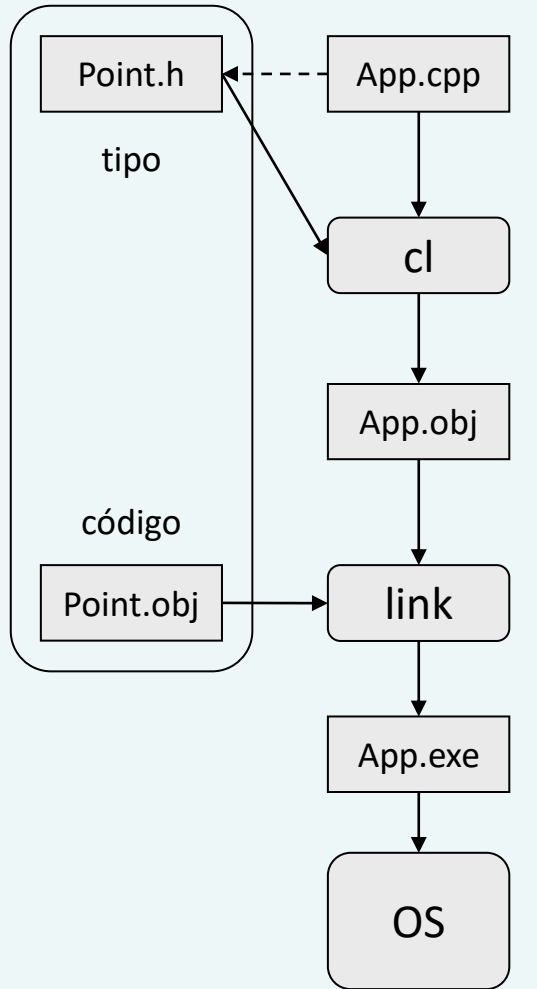 Point.h
App.cpp
tipo
cl
App.obj
código
Point.obj
link
App.exe
OS